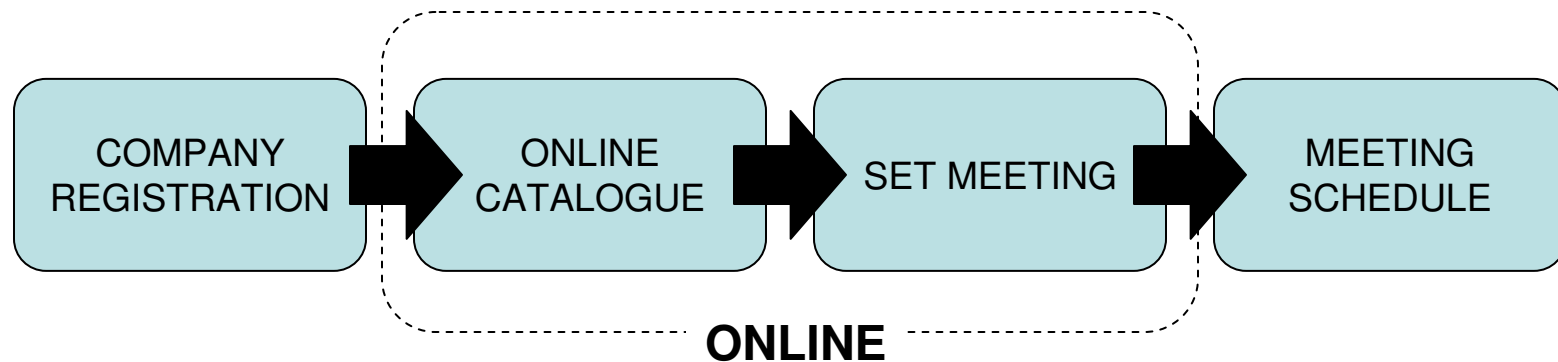 COMPANY
REGISTRATION
ONLINE
CATALOGUE
SET MEETING
MEETING
SCHEDULE
ONLINE